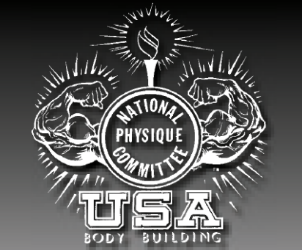 NATIONAL
PHYSIQUE
COMMITTEE
USA
BODY BUILDING